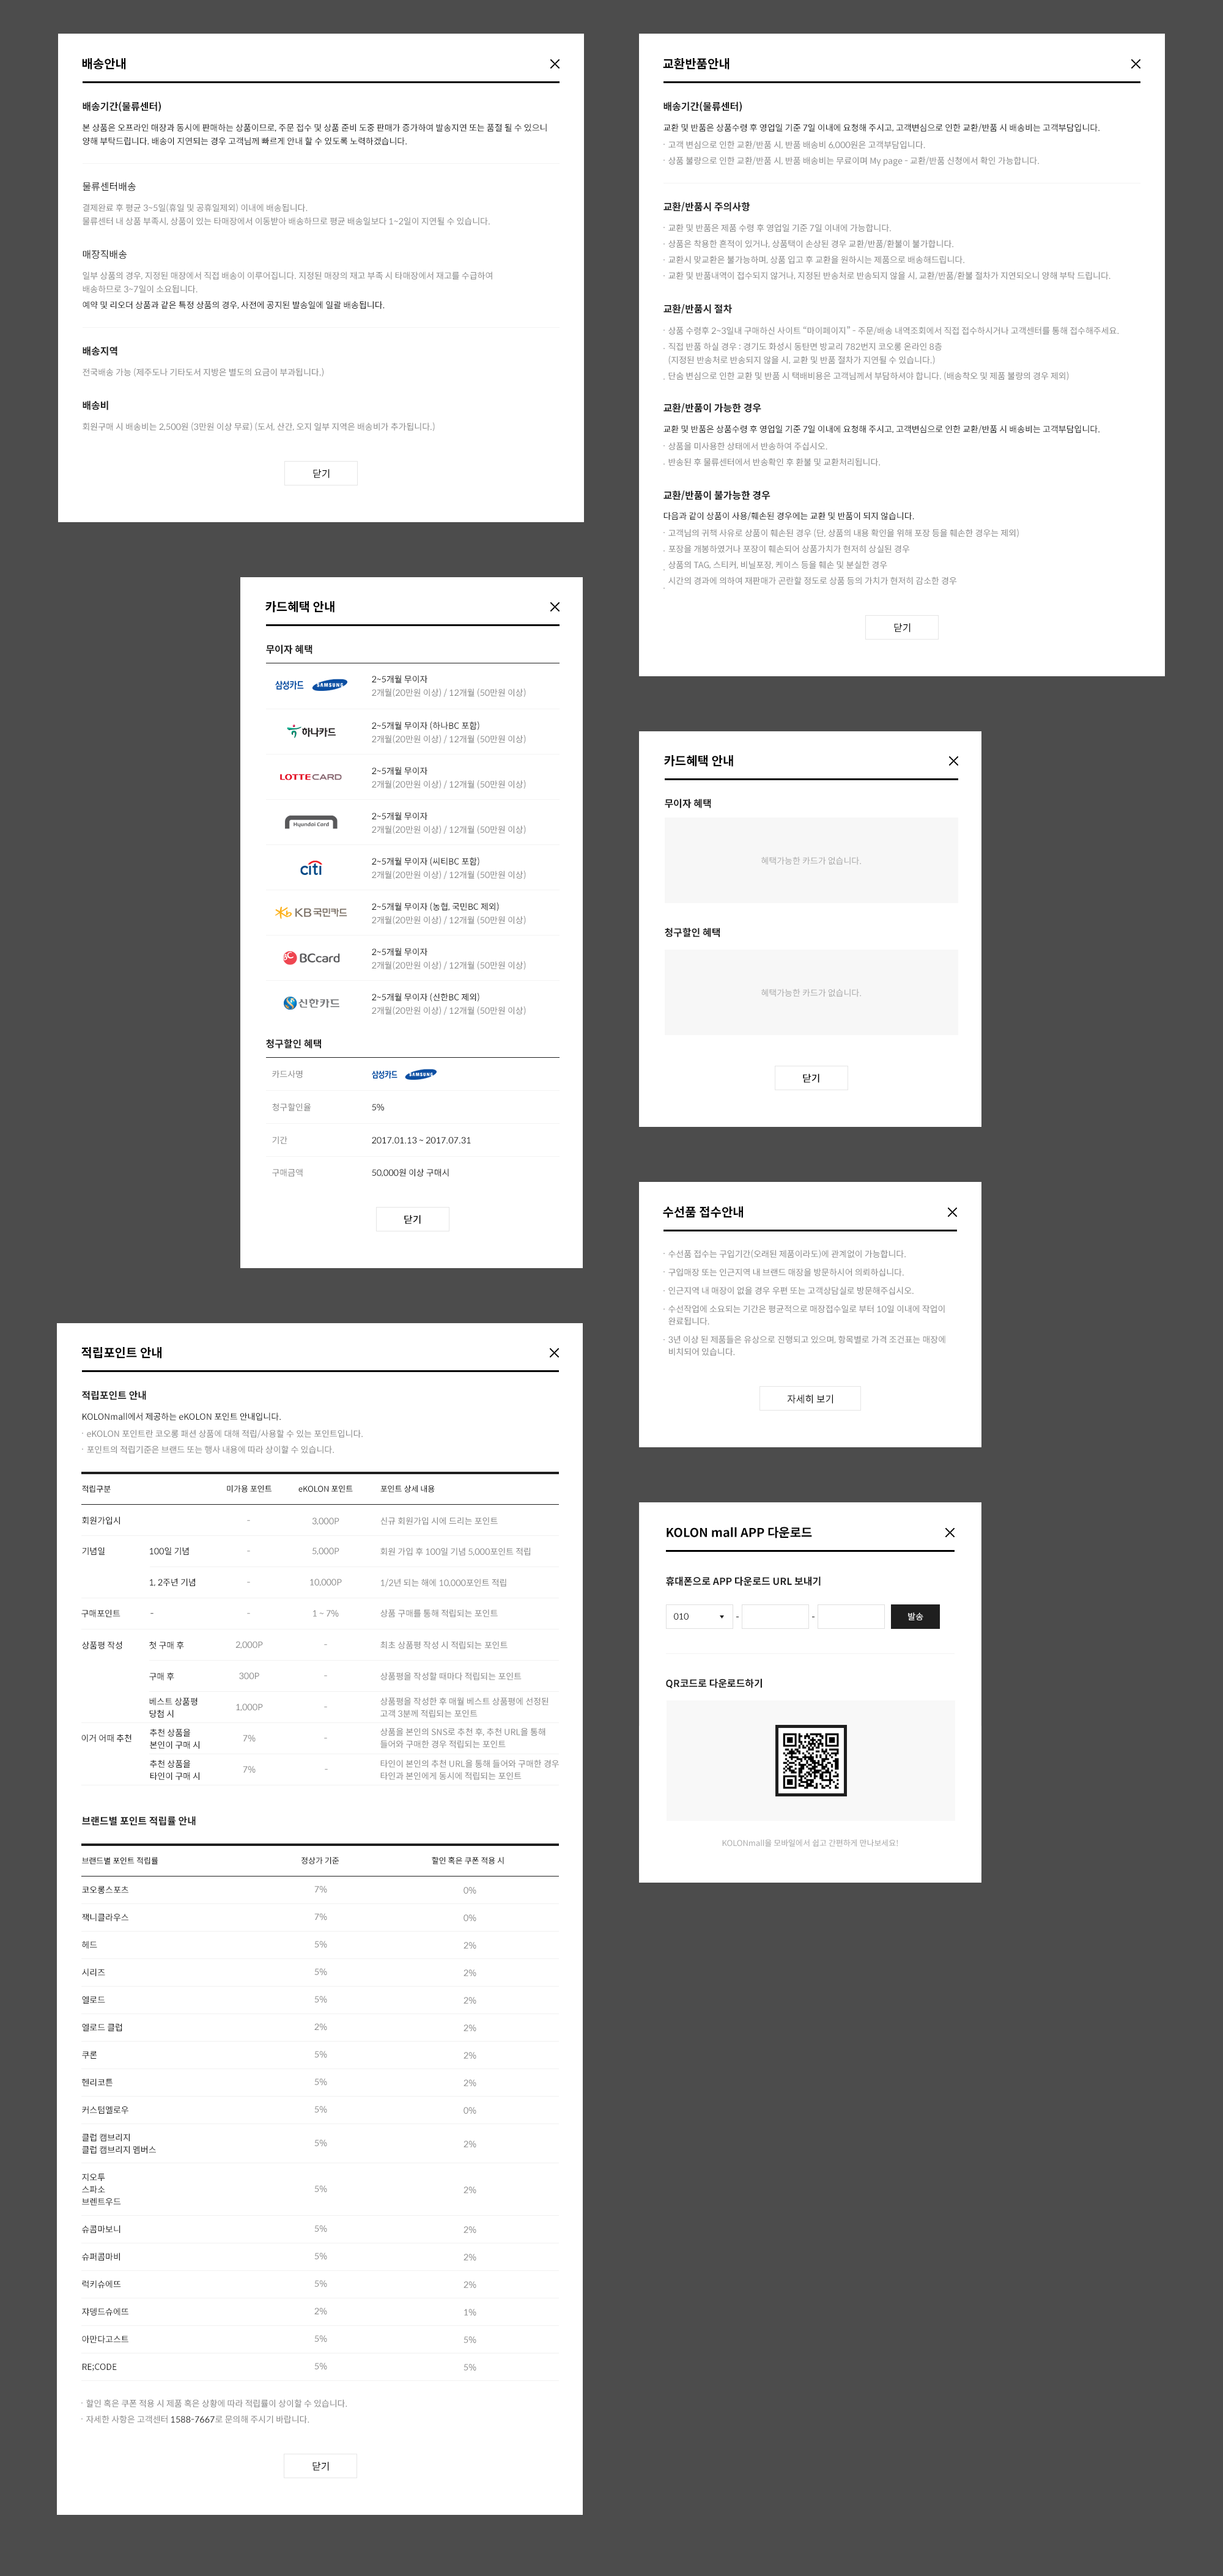 배송안내
배송기간(물류센터)
본 상품은 오프라인 매장과 동시에 판매하는 상품이므로, 주문 접수 및 상품 준비 도중 판매가 증가하여 발송지연 또는 품절 될 수 있으니
양해 부탁드립니다. 배송이 지연되는 경우 고객님께 빠르게 안내 할 수 있도록 노력하겠습니다.
물류센터배송
결제완료 후 평균 3~5일(휴일 및 공휴일제외) 이내에 배송됩니다.
물류센터 내 상품 부족시, 상품이 있는 타매장에서 이동받아 배송하므로 평균 배송일보다 1~2일이 지연될 수 있습니다.
매장직배송
일부 상품의 경우, 지정된 매장에서 직접 배송이 이루어집니다. 지정된 매장의 재고 부족 시 타매장에서 재고를 수급하여
배송하므로 3~7일이 소요됩니다.
예약 및 리오더 상품과 같은 특정 상품의 경우, 사전에 공지된 발송일에 일괄 배송됩니다.
배송지역
전국배송 가능 (제주도나 기타도서 지방은 별도의 요금이 부과됩니다.)
배송비
회원구매 시 배송비는 2,500원 (3만원 이상 무료) (도서, 산간, 오지 일부 지역은 배송비가 추가됩니다.)
닫기
교환반품안내
배송기간(물류센터)
교환 및 반품은 상품수령 후 영업일 기준 7일 이내에 요청해 주시고, 고객변심으로 인한 교환/반품 시 배송비는 고객부담입니다.
· 고객 변심으로 인한 교환/반품 시, 반품 배송비 6,000원은 고객부담입니다.
· 상품 불량으로 인한 교환/반품 시, 반품 배송비는 무료이며 My page - 교환/반품 신청에서 확인 가능합니다.
교환/반품시 주의사항
· 교환 및 반품은 제품 수령 후 영업일 기준 7일 이내에 가능합니다.
· 상품은 착용한 흔적이 있거나, 상품택이 손상된 경우 교환/반품/환불이 불가합니다.
· 교환시 맞교환은 불가능하며, 상품 입고 후 교환을 원하시는 제품으로 배송해드립니다.
· 교환 및 반품내역이 접수되지 않거나, 지정된 반송처로 반송되지 않을 시, 교환/반품/환불 절차가 지연되오니 양해 부탁 드립니다.
교환/반품시 절차
· 상품 수령후 2~3일내 구매하신 사이트 “마이페이지” - 주문/배송 내역조회에서 직접 접수하시거나 고객센터를 통해 접수해주세요.
· 직접 반품 하실 경우 : 경기도 화성시 동탄면 방교리 782번지 코오롱 온라인 8층
(지정된 반송처로 반송되지 않을 시, 교환 및 반품 절차가 지연될 수 있습니다.)
· 단순 변심으로 인한 교환 및 반품 시 택배비용은 고객님께서 부담하셔야 합니다. (배송착오 및 제품 불량의 경우 제외)
교환/반품이 가능한 경우
교환 및 반품은 상품수령 후 영업일 기준 7일 이내에 요청해 주시고, 고객변심으로 인한 교환/반품 시 배송비는 고객부담입니다.
· 상품을 미사용한 상태에서 반송하여 주십시오.
· 반송된 후 물류센터에서 반송확인 후 환불 및 교환처리됩니다.
교환/반품이 불가능한 경우
다음과 같이 상품이 사용/훼손된 경우에는 교환 및 반품이 되지 않습니다.
· 고객님의 귀책 사유로 상품이 훼손된 경우 (단, 상품의 내용 확인을 위해 포장 등을 훼손한 경우는 제외)
· 포장을 개봉하였거나 포장이 훼손되어 상품가치가 현저히 상실된 경우
· 상품의 TAG, 스티커, 비닐포장, 케이스 등을 훼손 및 분실한 경우
· 시간의 경과에 의하여 재판매가 곤란할 정도로 상품 등의 가치가 현저히 감소한 경우
닫기
카드혜택 안내
무이자 혜택
삼성카드 SAMSUNG
2~5개월 무이자
2개월(20만원 이상) / 12개월 (50만원 이상)
하나카드
2~5개월 무이자 (하나BC 포함)
2개월(20만원 이상) / 12개월 (50만원 이상)
LOTTECARD
2~5개월 무이자
2개월(20만원 이상) / 12개월 (50만원 이상)
Hyundai Card
2~5개월 무이자
2개월(20만원 이상) / 12개월 (50만원 이상)
citi
2~5개월 무이자 (씨티BC 포함)
2개월(20만원 이상) / 12개월 (50만원 이상)
KB국민카드
2~5개월 무이자 (농협, 국민BC 제외)
2개월(20만원 이상) / 12개월 (50만원 이상)
BCcard
2~5개월 무이자
2개월(20만원 이상) / 12개월 (50만원 이상)
신한카드
2~5개월 무이자 (신한BC 제외)
2개월(20만원 이상) / 12개월 (50만원 이상)
청구할인 혜택
카드사명 삼성카드 SAMSUNG
청구할인율 5%
기간 2017.01.13 ~ 2017.07.31
구매금액 50,000원 이상 구매시
닫기
카드혜택 안내
무이자 혜택
혜택가능한 카드가 없습니다.
청구할인 혜택
혜택가능한 카드가 없습니다.
닫기
수선품 접수안내
· 수선품 접수는 구입기간(오래된 제품이라도)에 관계없이 가능합니다.
· 구입매장 또는 인근지역 내 브랜드 매장을 방문하시어 의뢰하십니다.
· 인근지역 내 매장이 없을 경우 우편 또는 고객상담실로 방문해주십시오.
· 수선작업에 소요되는 기간은 평균적으로 매장접수일로 부터 10일 이내에 작업이
완료됩니다.
· 3년 이상 된 제품들은 유상으로 진행되고 있으며, 항목별로 가격 조건표는 매장에
비치되어 있습니다.
자세히 보기
적립포인트 안내
적립포인트 안내
KOLONmall에서 제공하는 eKOLON 포인트 안내입니다.
· eKOLON 포인트란 코오롱 패션 상품에 대해 적립/사용할 수 있는 포인트입니다.
· 포인트의 적립기준은 브랜드 또는 행사 내용에 따라 상이할 수 있습니다.
적립구분 미가용 포인트 eKOLON 포인트 포인트 상세 내용
회원가입시 - 3,000P 신규 회원가입 시에 드리는 포인트
기념일 100일 기념 - 5,000P 회원 가입 후 100일 기념 5,000포인트 적립
1, 2주년 기념 - 10,000P 1/2년 되는 해에 10,000포인트 적립
구매포인트 - - 1 ~ 7% 상품 구매를 통해 적립되는 포인트
상품평 작성 첫 구매 후 2,000P - 최초 상품평 작성 시 적립되는 포인트
구매 후 300P - 상품평을 작성할 때마다 적립되는 포인트
베스트 상품평
당첨 시
1,000P -
상품평을 작성한 후 매월 베스트 상품평에 선정된
고객 3분께 적립되는 포인트
이거 어때 추천
추천 상품을
본인이 구매 시
7% -
상품을 본인의 SNS로 추천 후, 추천 URL을 통해
들어와 구매한 경우 적립되는 포인트
추천 상품을
타인이 구매 시
7% -
타인이 본인의 추천 URL을 통해 들어와 구매한 경우
타인과 본인에게 동시에 적립되는 포인트
브랜드별 포인트 적립률 안내
브랜드별 포인트 적립률 정상가 기준 할인 혹은 쿠폰 적용 시
코오롱스포츠 7% 0%
잭니클라우스 7% 0%
헤드 5% 2%
시리즈 5% 2%
엘로드 5% 2%
엘로드 클럽 2% 2%
쿠론 5% 2%
헨리코튼 5% 2%
커스텀멜로우 5% 0%
클럽 캠브리지
클럽 캠브리지 멤버스
5% 2%
지오투
스파소
브렌트우드
5% 2%
슈콤마보니 5% 2%
슈퍼콤마비 5% 2%
럭키슈에뜨 5% 2%
쟈뎅드슈에뜨 2% 1%
아만다고스트 5% 5%
RE;CODE 5% 5%
· 할인 혹은 쿠폰 적용 시 제품 혹은 상황에 따라 적립률이 상이할 수 있습니다.
· 자세한 사항은 고객센터 1588-7667로 문의해 주시기 바랍니다.
닫기
KOLON mall APP 다운로드
휴대폰으로 APP 다운로드 URL 보내기
010 - - 발송
QR코드로 다운로드하기
KOLONmall을 모바일에서 쉽고 간편하게 만나보세요!